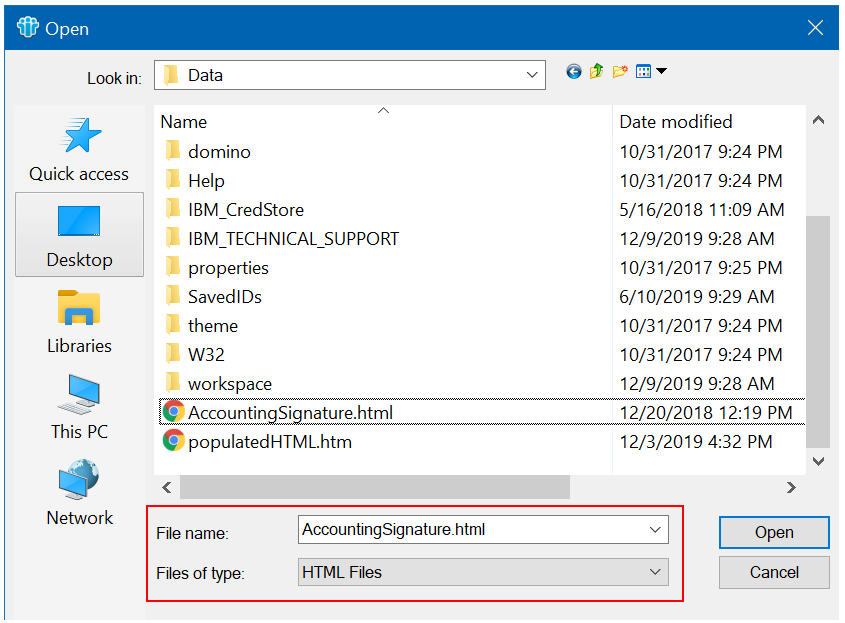 Open
Look in: Data
Name Date modified
domino 10/31/2017 9:24 PM
Help 10/31/2017 9:24 PM
IBM_CredStore 5/16/2018 11:09 AM
IBM_TECHNICAL_SUPPORT 12/9/2019 9:28 AM
properties 10/31/2017 9:25 PM
SavedIDs 6/10/2019 9:29 AM
theme 10/31/2017 9:24 PM
W32 10/31/2017 9:24 PM
workspace 12/9/2019 9:28 AM
AccountingSignature.html 12/20/2018 12:19 PM
populatedHTML.htm 12/3/2019 4:32 PM
Quick access
Desktop
Libraries
This PC
Network
File name: AccountingSignature.html Open
Files of type: HTML Files Cancel